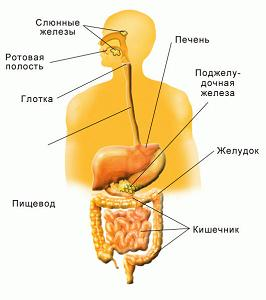 Слюнные
железы
Ротовая
полость
Глотка
Печень
Поджелу-
дочная
железа
Желудок
Пищевод
Кишечник